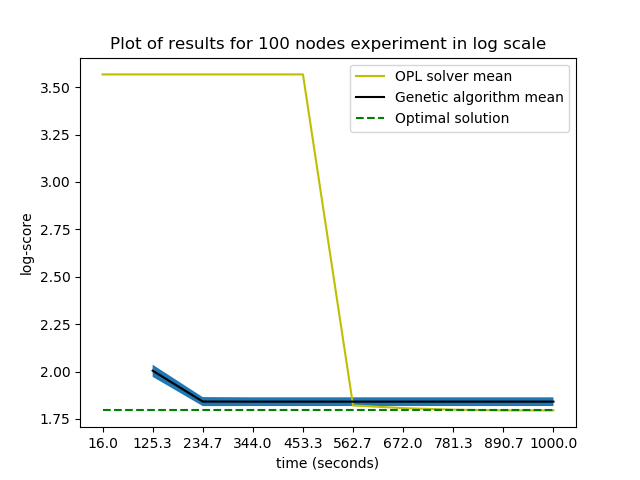 Plot of results for 100 nodes experiment in log scale
OPL solver mean
Genetic algorithm mean
Optimal solution
log-score
3.50
3.25
3.00
2.75
2.50
2.25
2.00
1.75
16.0 125.3 234.7 344.0 453.3 562.7 672.0 781.3 890.7 1000.0
time (seconds)